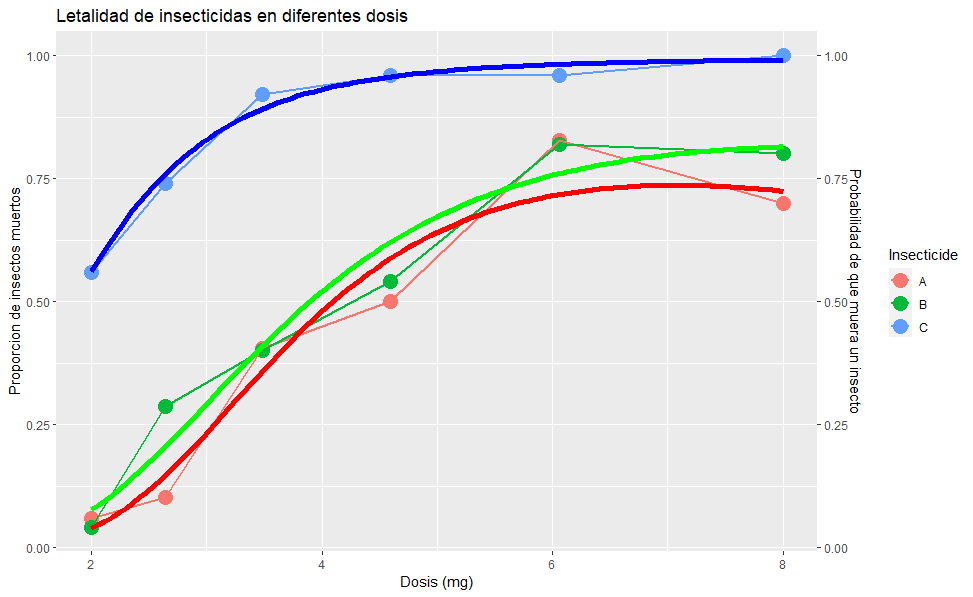 Letalidad de insecticidas en diferentes dosis
Proporcion de insectos muertos
1.00
0.75
0.50
0.25
0.00
2
4
6
8
Dosis (mg)
1.00
0.75
0.50
0.25
0.00
Probabilidad de que muera un insecto
Insecticide
A
B
C